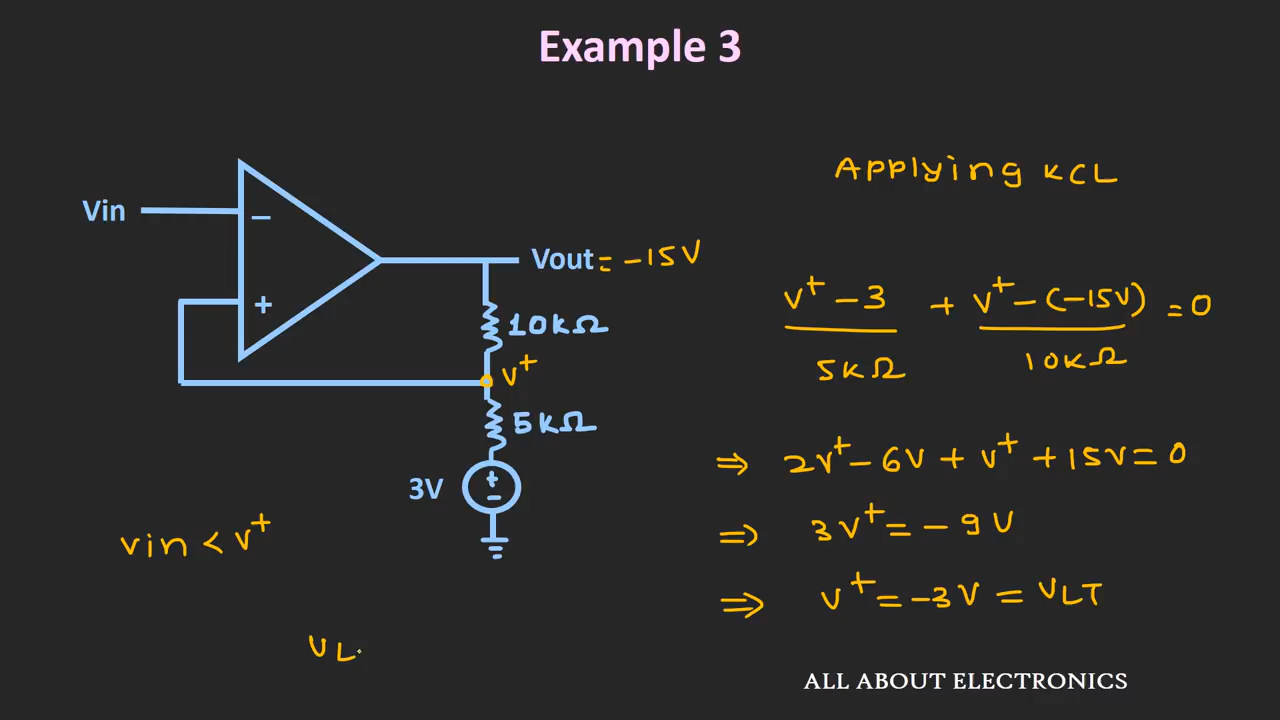 Example 3
Applying KCL
Vin
−
+
Vout = -15V
10kΩ
V+
5kΩ
3V
+
-
vin < v+
VL
V+ - 3 / 5kΩ + V+ - (-15V) / 10kΩ = 0
⇒ 2V+ - 6V + V+ + 15V = 0
⇒ 3V+ = -9V
⇒ V+ = -3V = VLT
ALL ABOUT ELECTRONICS